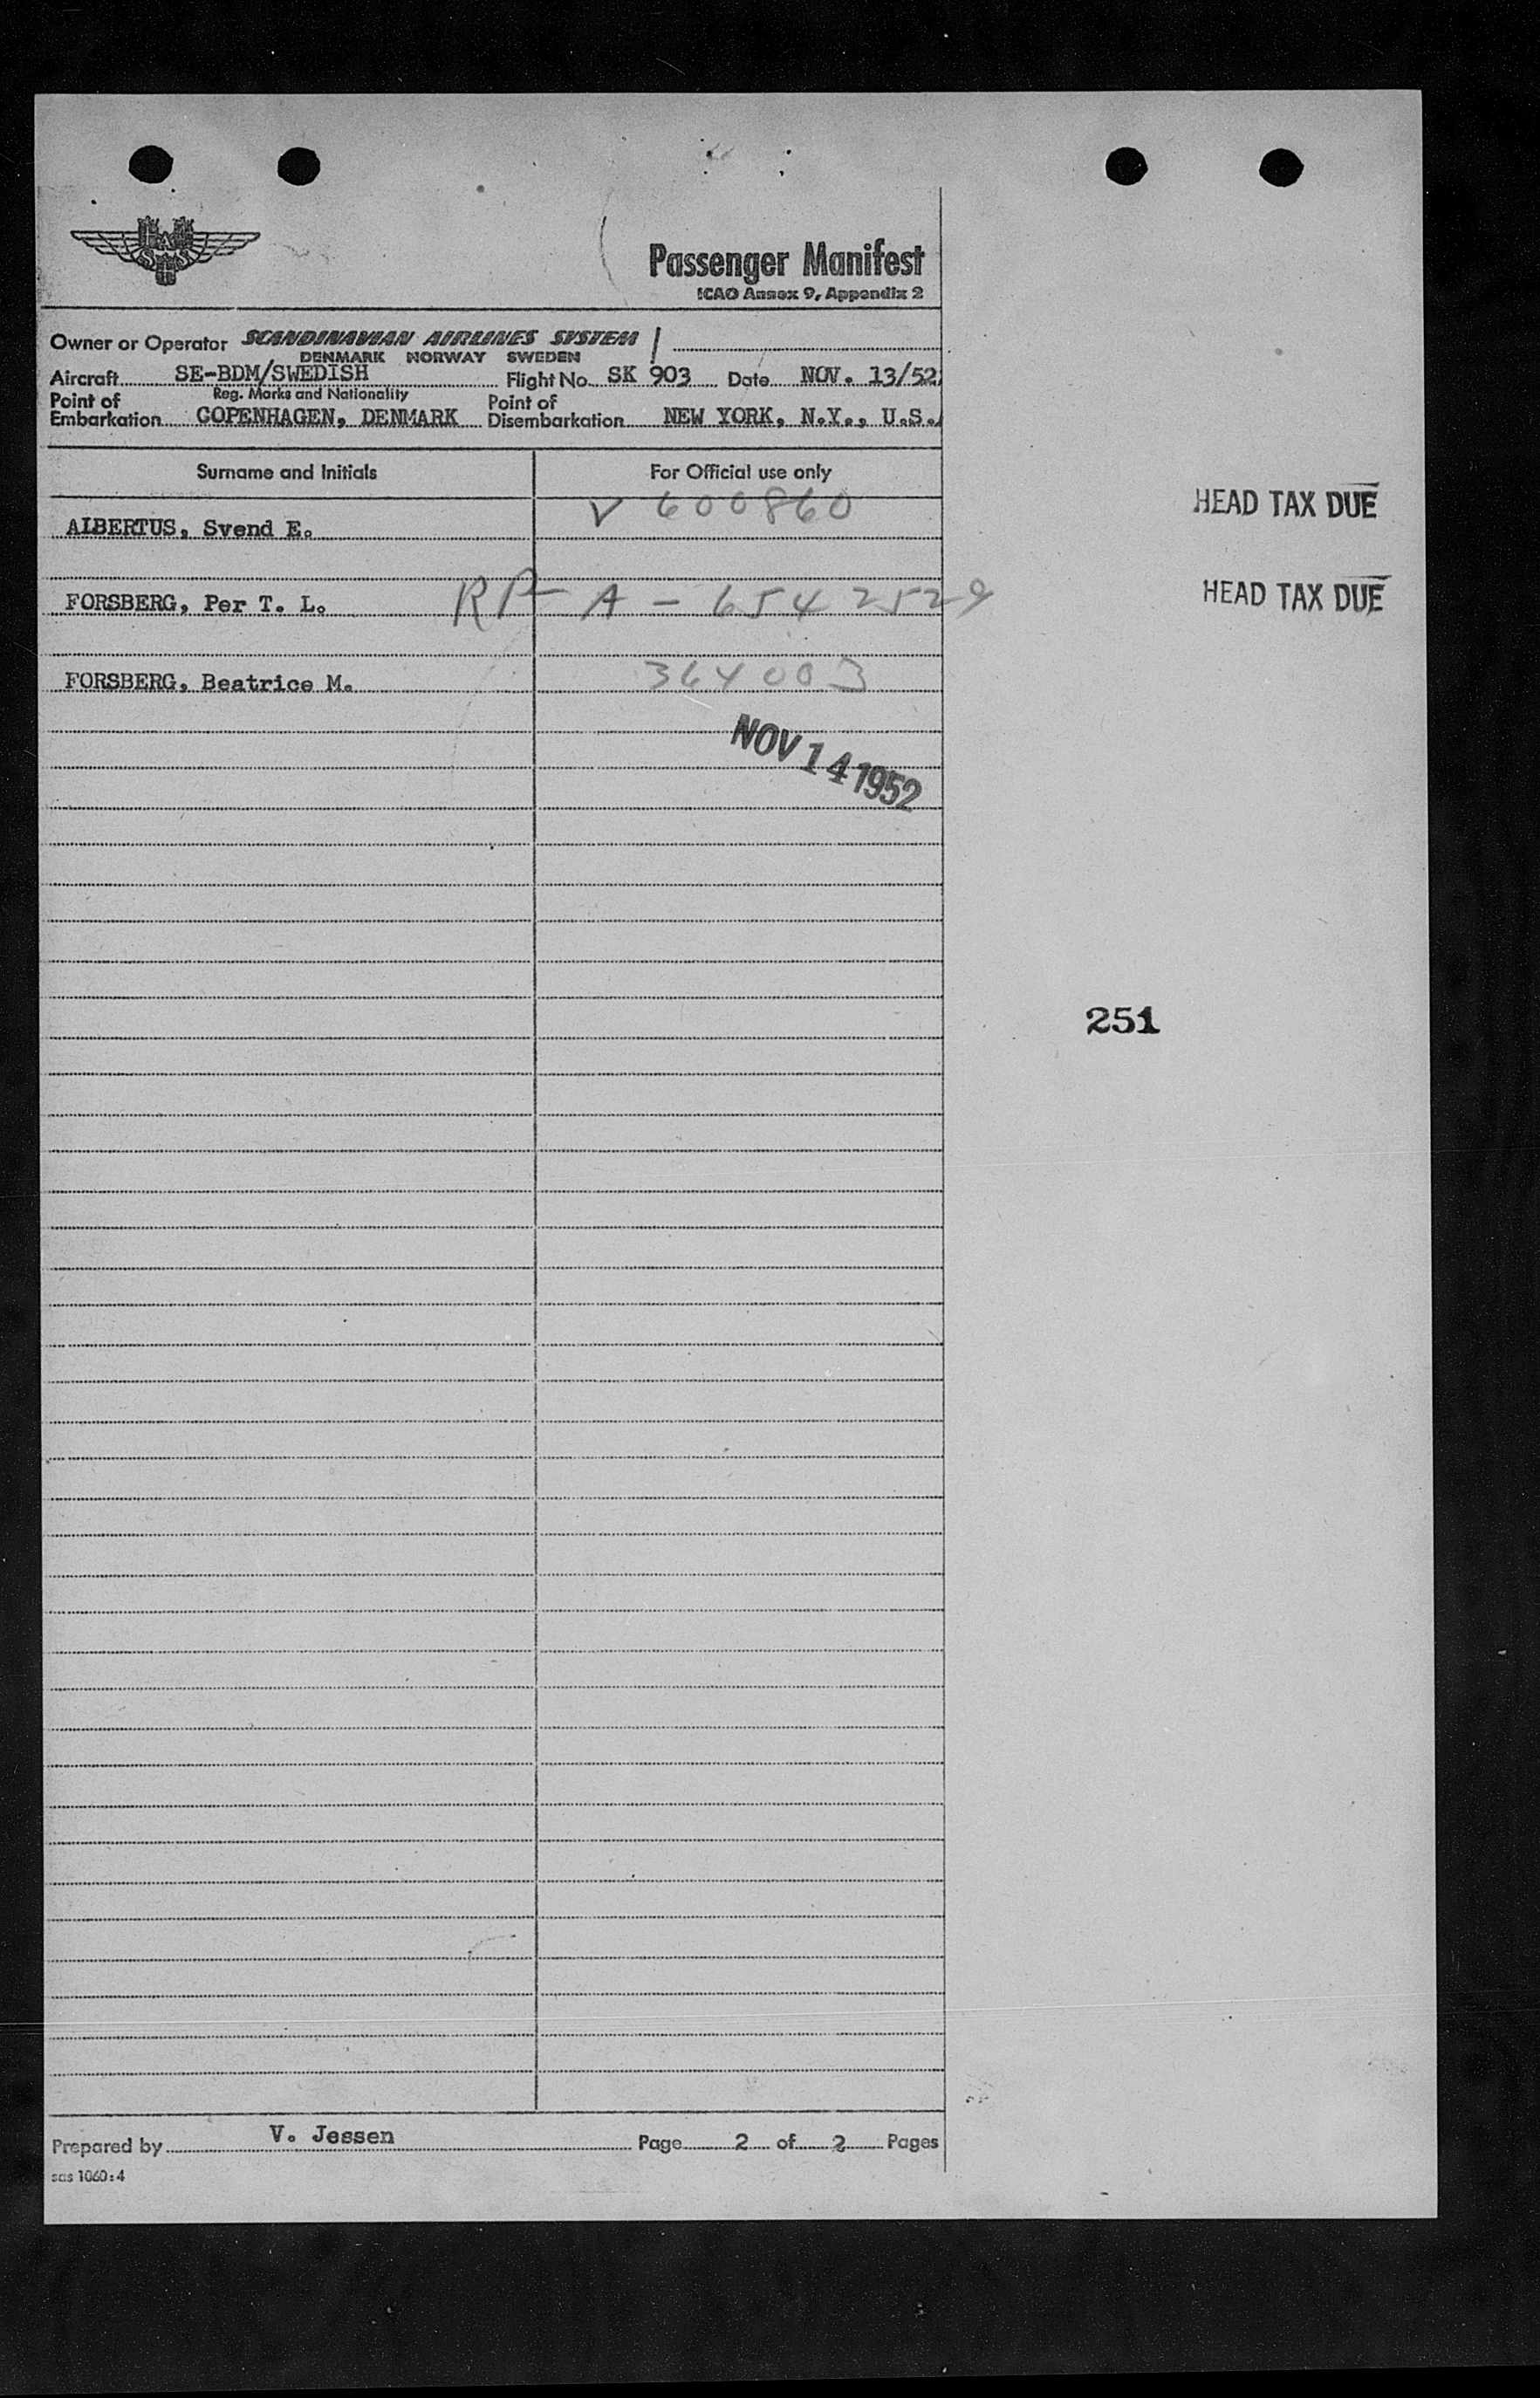 SAS
Passenger Manifest
ICAO Annex 9, Appendix 2
Owner or Operator SCANDINAVIAN AIRLINES SYSTEM
DENMARK NORWAY SWEDEN
Aircraft SE-BDM/SWEDISH Flight No. SK 903 Date NOV. 13/52
Reg. Marks and Nationality
Point of Embarkation COPENHAGEN, DENMARK Point of Disembarkation NEW YORK, N.Y., U.S.
Surname and Initials For Official use only
ALBERTUS, Svend E. V 600860 HEAD TAX DUE
FORSBERG, Per T. L. RP- A - 6542529 HEAD TAX DUE
FORSBERG, Beatrice M. 364003
NOV 14 1952
251
Prepared by V. Jessen Page 2 of 2 Pages
sas 1060:4